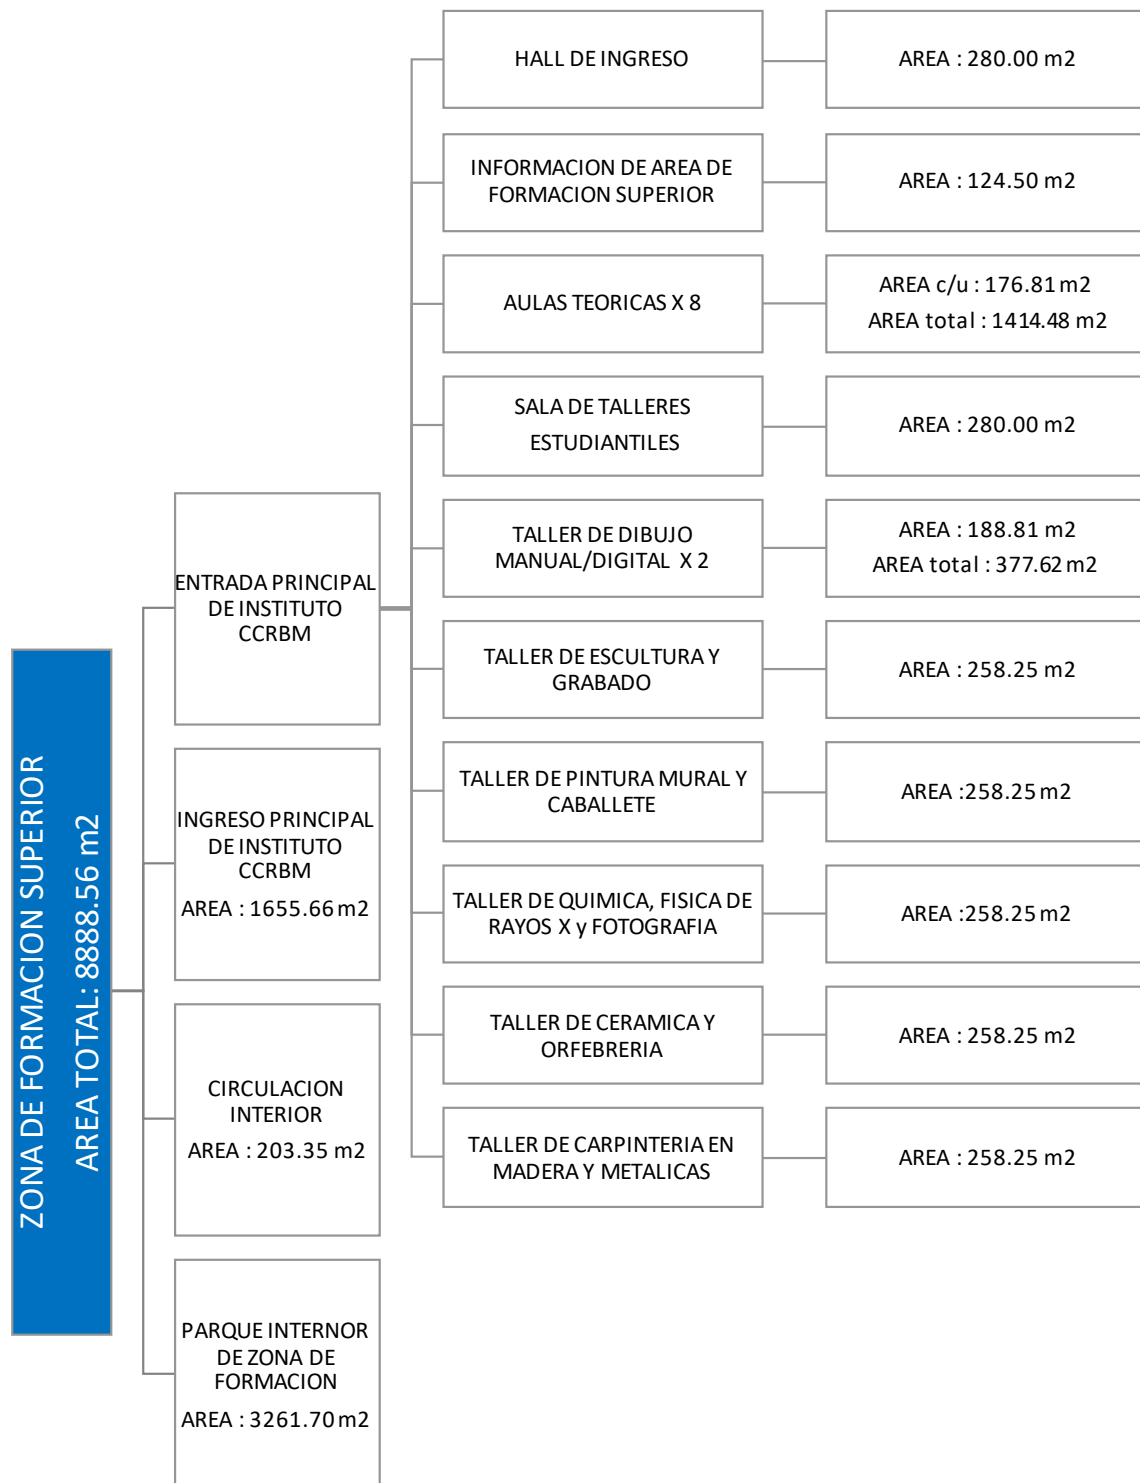 ZONA DE FORMACION SUPERIOR
AREA TOTAL: 8888.56 m2
ENTRADA PRINCIPAL
DE INSTITUTO
CCRBM
HALL DE INGRESO
AREA : 280.00 m2
INFORMACION DE AREA DE
FORMACION SUPERIOR
AREA : 124.50 m2
AULAS TEORICAS X 8
AREA c/u : 176.81 m2
AREA total : 1414.48 m2
SALA DE TALLERES
ESTUDIANTILES
AREA : 280.00 m2
TALLER DE DIBUJO
MANUAL/DIGITAL X 2
AREA : 188.81 m2
AREA total : 377.62 m2
TALLER DE ESCULTURA Y
GRABADO
AREA : 258.25 m2
TALLER DE PINTURA MURAL Y
CABALLETE
AREA :258.25 m2
TALLER DE QUIMICA, FISICA DE
RAYOS X y FOTOGRAFIA
AREA :258.25 m2
TALLER DE CERAMICA Y
ORFEBRERIA
AREA : 258.25 m2
TALLER DE CARPINTERIA EN
MADERA Y METALICAS
AREA : 258.25 m2
INGRESO PRINCIPAL
DE INSTITUTO
CCRBM
AREA : 1655.66 m2
CIRCULACION
INTERIOR
AREA : 203.35 m2
PARQUE INTERNOR
DE ZONA DE
FORMACION
AREA : 3261.70 m2